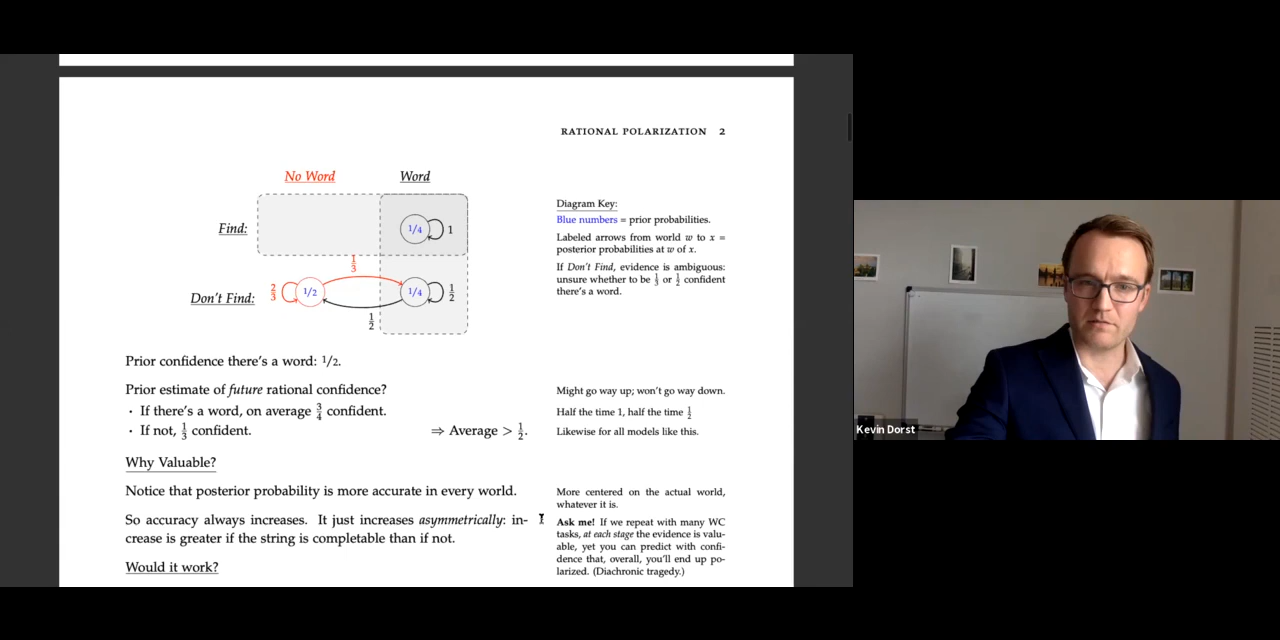 RATIONAL POLARIZATION 2
No Word Word
Find:
1/4 1
1/3
Don't Find:
2/3 1/2 1/4 1/2
1/2
Diagram Key:
Blue numbers = prior probabilities.
Labeled arrows from world w to x =
posterior probabilities at w of x.
If Don't Find, evidence is ambiguous:
unsure whether to be 1/3 or 1/2 confident
there's a word.
Prior confidence there's a word: 1/2.
Prior estimate of future rational confidence?
Might go way up; won't go way down.
· If there's a word, on average 3/4 confident.
Half the time 1, half the time 1/2
· If not, 1/3 confident. ⇒ Average > 1/2.
Likewise for all models like this.
Why Valuable?
Notice that posterior probability is more accurate in every world.
More centered on the actual world,
whatever it is.
So accuracy always increases. It just increases asymmetrically: in-
crease is greater if the string is completable than if not.
Ask me! If we repeat with many WC
tasks, at each stage the evidence is valu-
able, yet you can predict with confi-
dence that, overall, you'll end up po-
larized. (Diachronic tragedy.)
Would it work?
Kevin Dorst